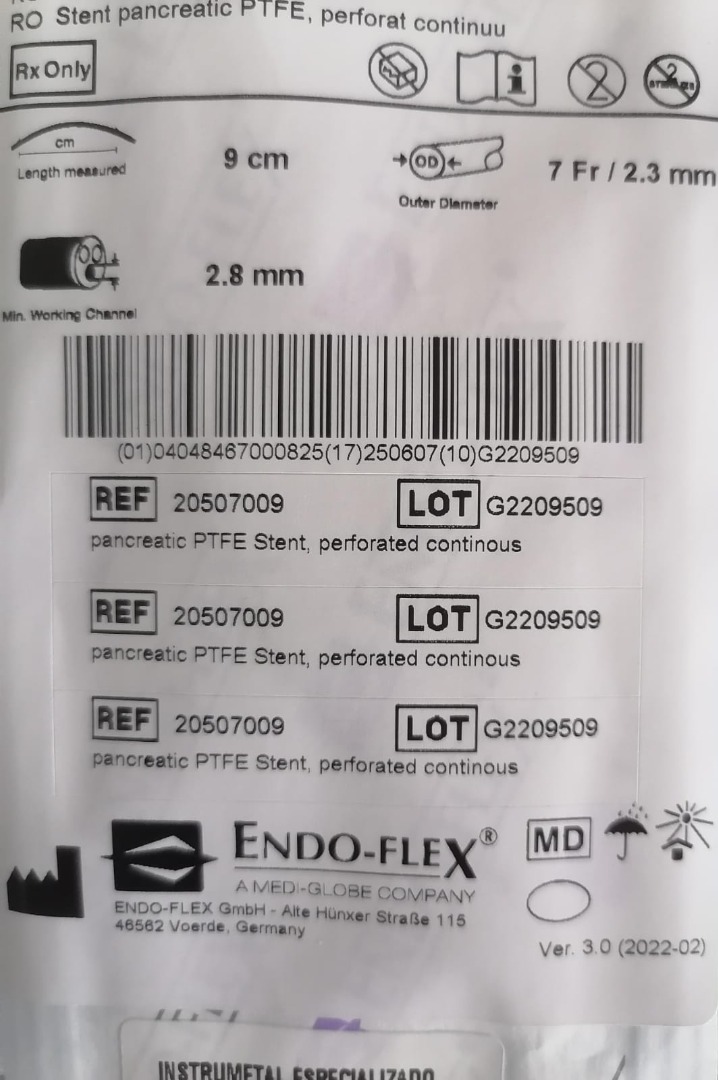 RO Stent pancreatic PTFE, perforat continuu
Rx Only
cm
Length measured
9 cm
OD
Outer Diameter
7 Fr / 2.3 mm
Min. Working Channel
2.8 mm
(01)04048467000825(17)250607(10)G2209509
REF 20507009 LOT G2209509
pancreatic PTFE Stent, perforated continous
REF 20507009 LOT G2209509
pancreatic PTFE Stent, perforated continous
REF 20507009 LOT G2209509
pancreatic PTFE Stent, perforated continous
ENDO-FLEX®
A MEDI-GLOBE COMPANY
ENDO-FLEX GmbH - Alte Hünxer Straße 115
46562 Voerde, Germany
MD
Ver. 3.0 (2022-02)
INSTRUMETAL ESPECIALIZADO